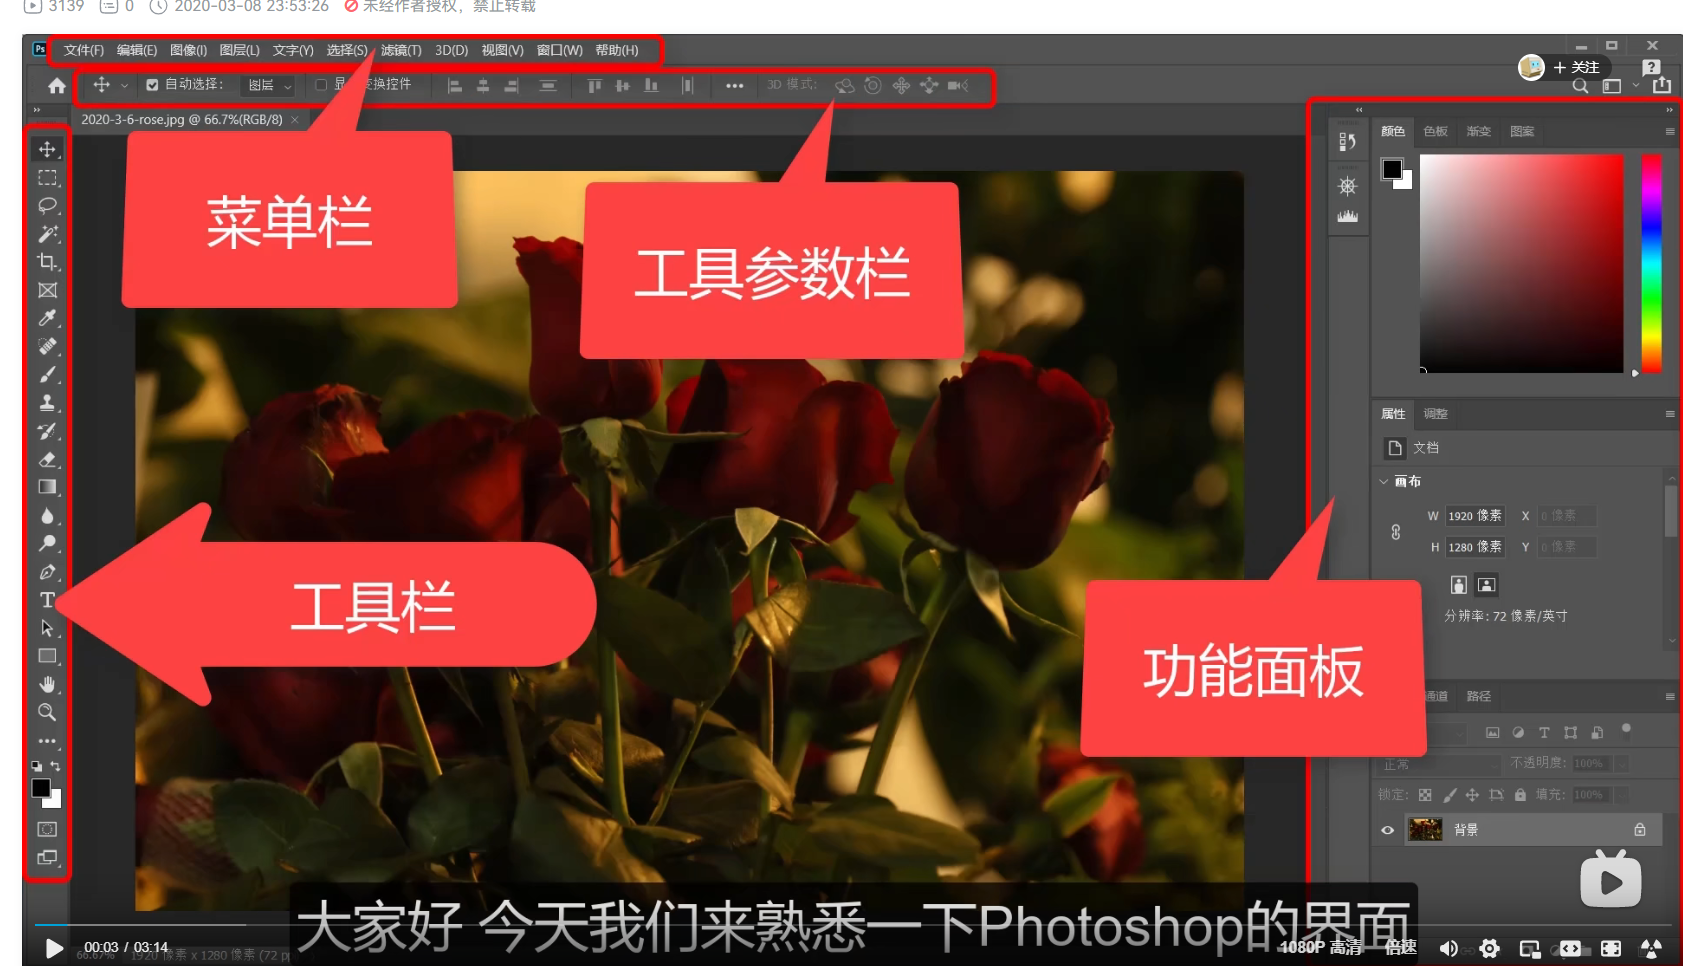 3139 0 2020-03-08 23:53:26 未经作者授权，禁止转载
Ps 文件(F) 编辑(E) 图像(I) 图层(L) 文字(Y) 选择(S) 滤镜(T) 3D(D) 视图(V) 窗口(W) 帮助(H)
+ 关注
自动选择： 图层 显 变换控件 3D 模式：
2020-3-6-rose.jpg @ 66.7%(RGB/8) ×
颜色 色板 渐变 图案
菜单栏
工具参数栏
属性 调整
文档
画布
W 1920 像素 X 0 像素
H 1280 像素 Y 0 像素
分辨率：72 像素/英寸
工具栏
功能面板
通道 路径
正常 不透明度： 100%
锁定： 填充： 100%
背景
大家好 今天我们来熟悉一下Photoshop的界面
00:03 / 03:14 1080P 高清 倍速
66.67% 1920 像素 x 1280 像素 (72 pp